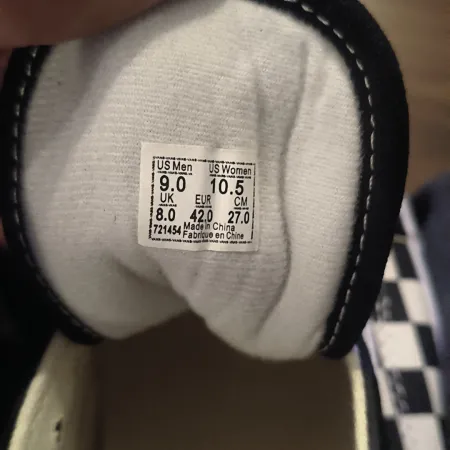 US Men US Women
9.0 10.5
UK EUR CM
8.0 42.0 27.0
721454 Made in China
Fabrique en Chine